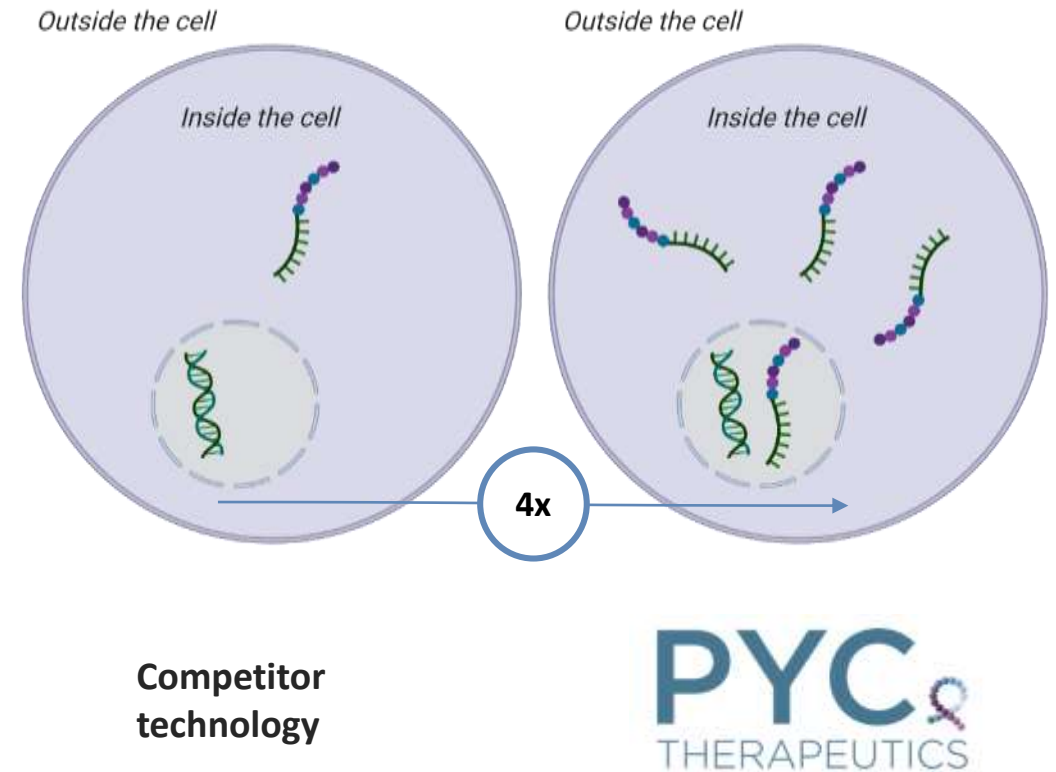 Outside the cell
Outside the cell
Inside the cell
Inside the cell
4x
Competitor
technology
PYC
THERAPEUTICS